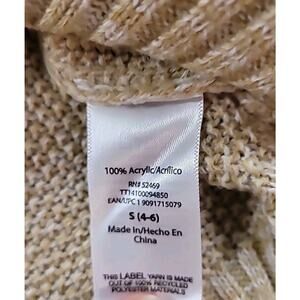 100% Acrylic/Acrílico
RN# 52469
TT14100094850
EAN/UPC 1 9091715079
S (4-6)
Made In/Hecho En
China
THIS LABEL YARN IS MADE
OUT OF 100% RECYCLED
POLYESTER MATERIALS